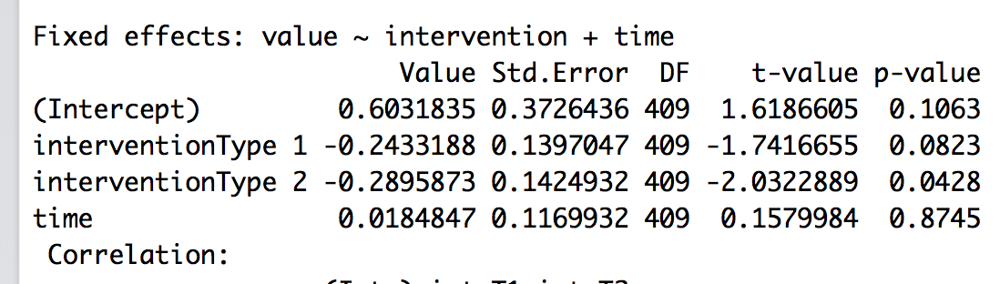 Fixed effects: value ~ intervention + time
Value Std.Error DF t-value p-value
(Intercept) 0.6031835 0.3726436 409 1.6186605 0.1063
interventionType 1 -0.2433188 0.1397047 409 -1.7416655 0.0823
interventionType 2 -0.2895873 0.1424932 409 -2.0322889 0.0428
time 0.0184847 0.1169932 409 0.1579984 0.8745
Correlation: